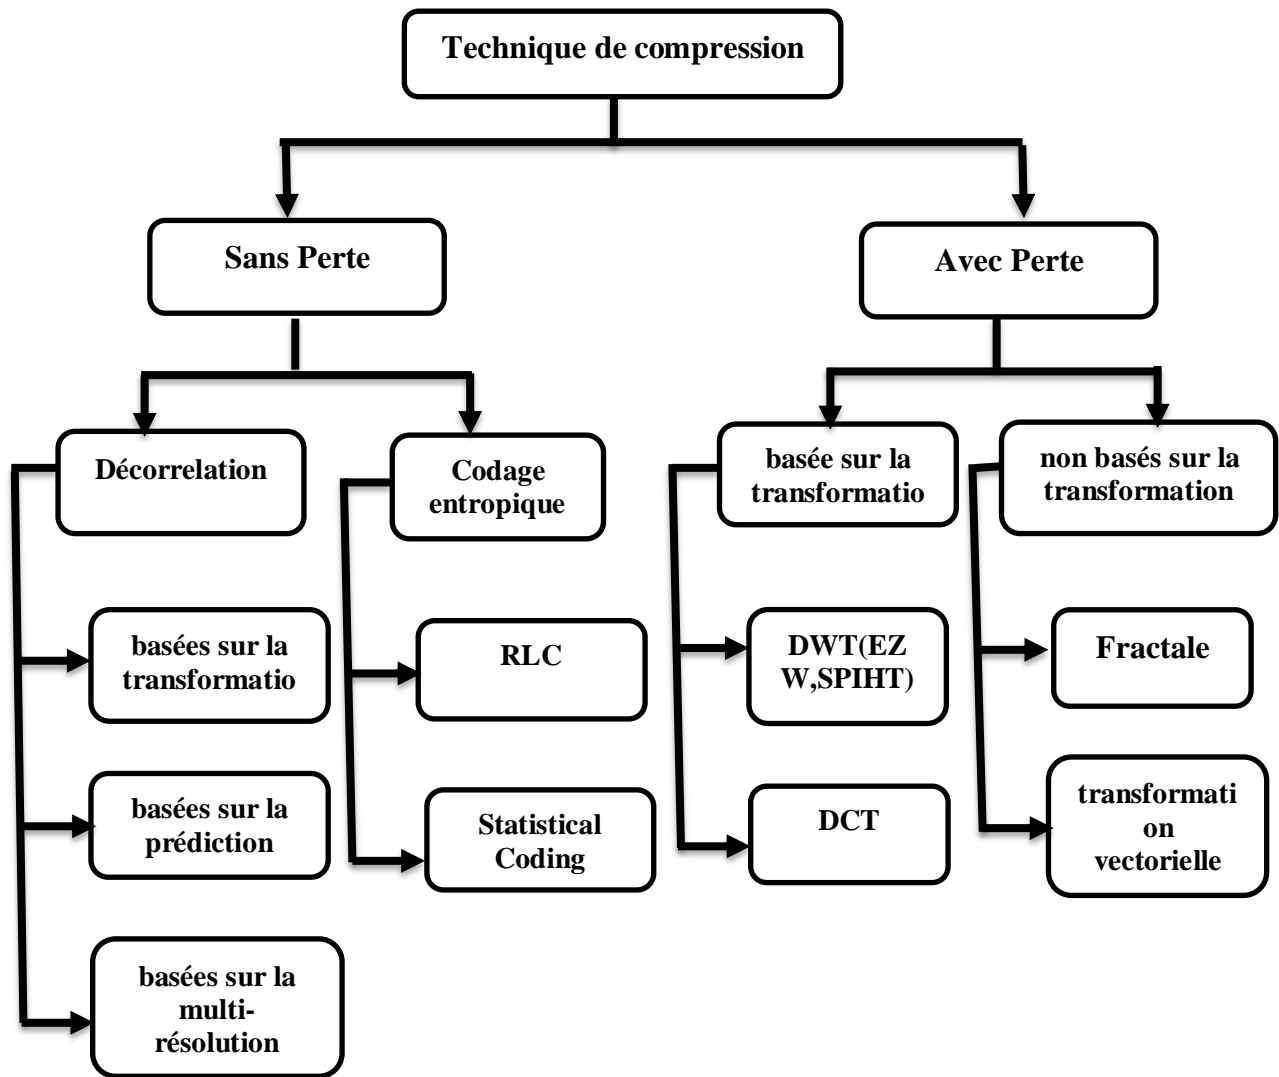 Technique de compression
Sans Perte
Avec Perte
Décorrelation
Codage
entropique
basée sur la
transformatio
non basés sur la
transformation
basées sur la
transformatio
RLC
DWT(EZ
W,SPIHT)
Fractale
basées sur la
prédiction
Statistical
Coding
DCT
transformati
on
vectorielle
basées sur la
multi-
résolution